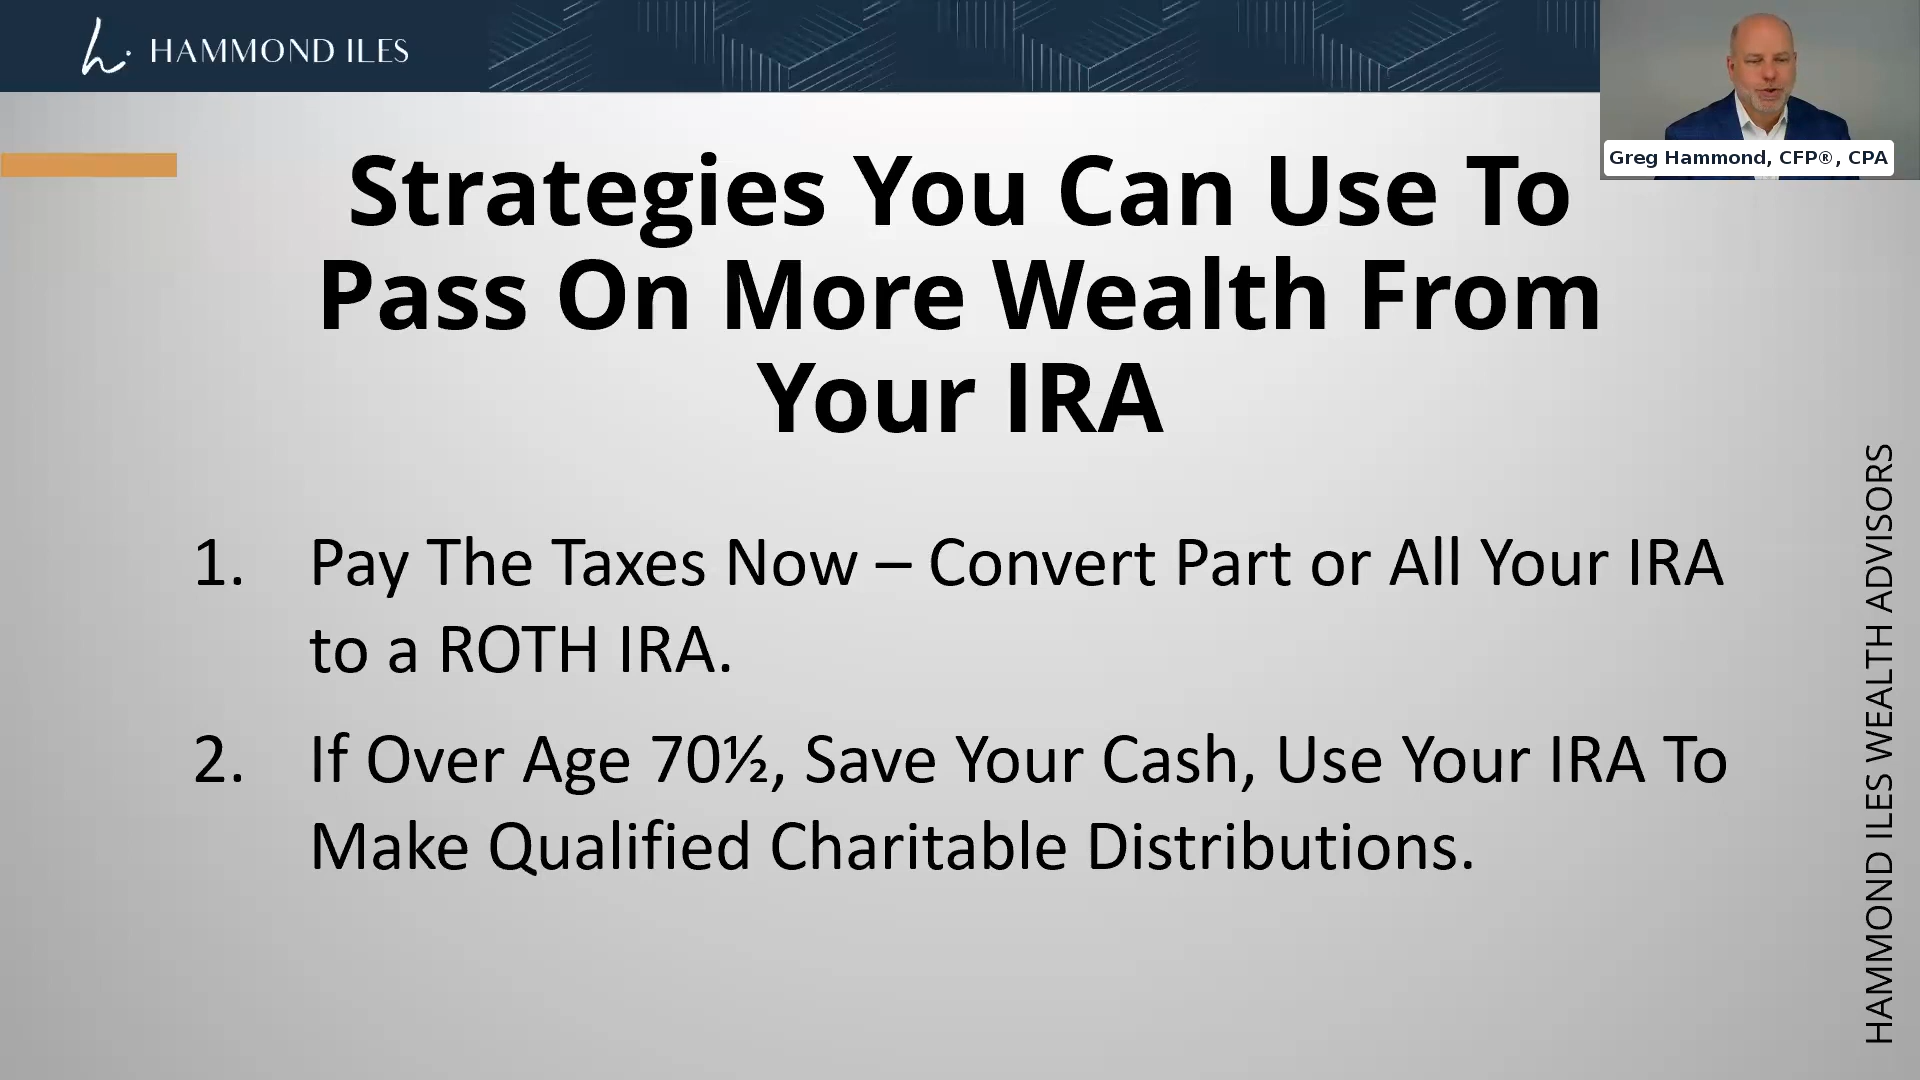 h. HAMMOND ILES
Greg Hammond, CFP®, CPA
Strategies You Can Use To
Pass On More Wealth From
Your IRA
1. Pay The Taxes Now – Convert Part or All Your IRA
to a ROTH IRA.
2. If Over Age 70½, Save Your Cash, Use Your IRA To
Make Qualified Charitable Distributions.
HAMMOND ILES WEALTH ADVISORS